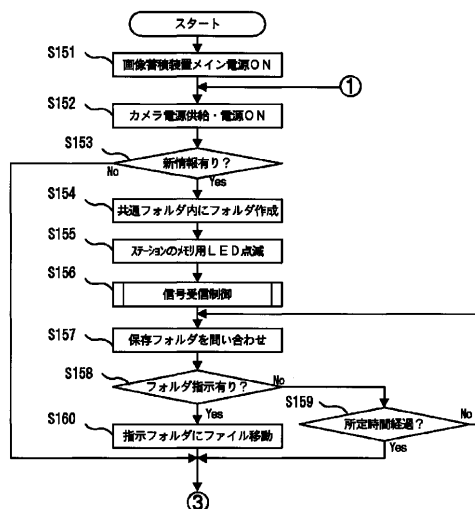 スタート
S151
画像蓄積装置メイン電源ON
①
S152
カメラ電源供給・電源ON
S153
新情報有り?
No
Yes
S154
共通フォルダ内にフォルダ作成
S155
ステーションのメモリ用LED点滅
S156
信号受信制御
S157
保存フォルダを問い合わせ
S158
フォルダ指示有り?
No
Yes
S159
所定時間経過?
No
Yes
S160
指示フォルダにファイル移動
③